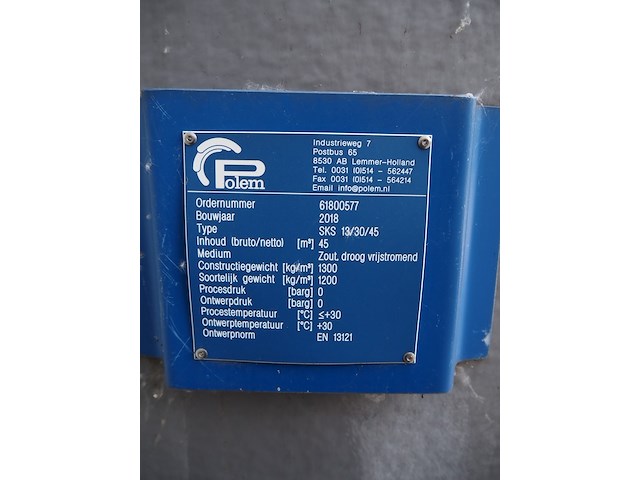 Polem
Industrieweg 7
Postbus 65
8530 AB Lemmer-Holland
Tel. 0031 (0)514 - 562447
Fax 0031 (0)514 - 564214
Email info@polem.nl
Ordernummer 61800577
Bouwjaar 2018
Type SKS 13/30/45
Inhoud (bruto/netto) [m³] 45
Medium Zout, droog vrijstromend
Constructiegewicht [kg/m³] 1300
Soortelijk gewicht [kg/m³] 1200
Procesdruk [barg] 0
Ontwerpdruk [barg] 0
Procestemperatuur [°C] ≤+30
Ontwerptemperatuur [°C] +30
Ontwerpnorm EN 13121